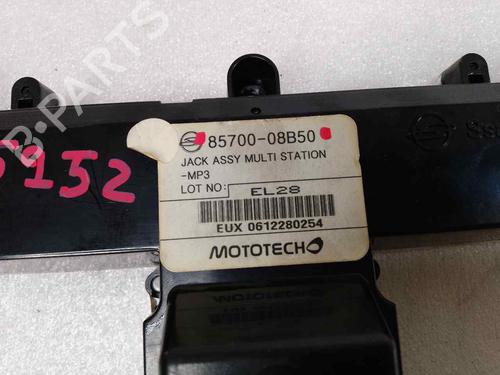 B-PARTS
85700-08B50
JACK ASSY MULTI STATION
-MP3
LOT NO: EL28
EUX 0612280254
MOTOTECH
152